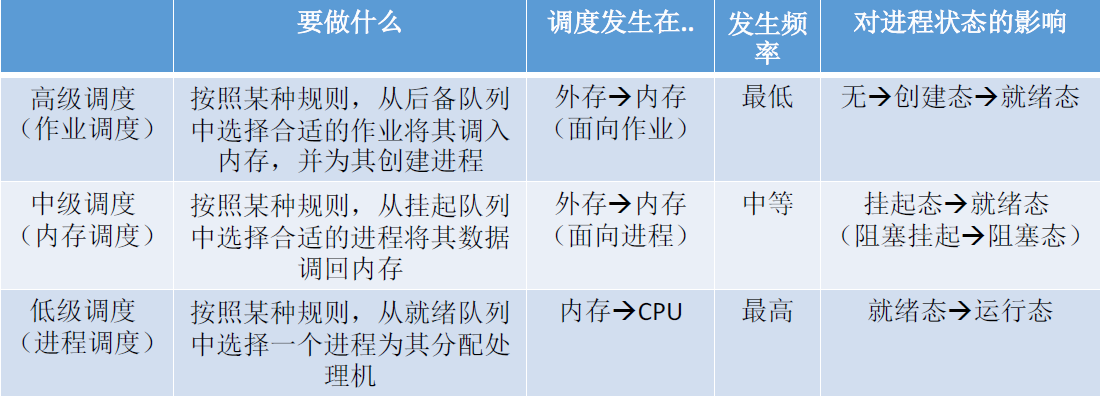 要做什么
调度发生在..
发生频
率
对进程状态的影响
高级调度
（作业调度）
按照某种规则，从后备队列
中选择合适的作业将其调入
内存，并为其创建进程
外存→内存
（面向作业）
最低
无→创建态→就绪态
中级调度
（内存调度）
按照某种规则，从挂起队列
中选择合适的进程将其数据
调回内存
外存→内存
（面向进程）
中等
挂起态→就绪态
（阻塞挂起→阻塞态）
低级调度
（进程调度）
按照某种规则，从就绪队列
中选择一个进程为其分配处
理机
内存→CPU
最高
就绪态→运行态